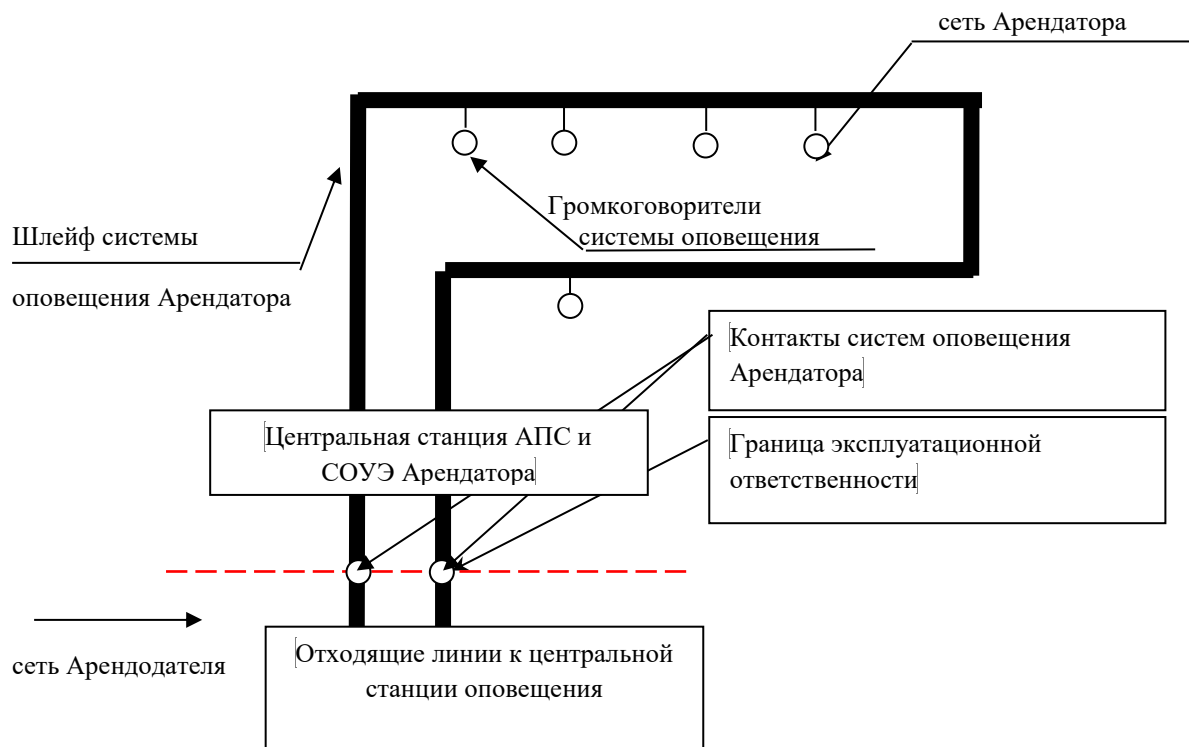 сеть Арендатора
Громкоговорители
системы оповещения
Шлейф системы
оповещения Арендатора
Контакты систем оповещения
Арендатора
Центральная станция АПС и
СОУЭ Арендатора
Граница эксплуатационной
ответственности
сеть Арендодателя
Отходящие линии к центральной
станции оповещения